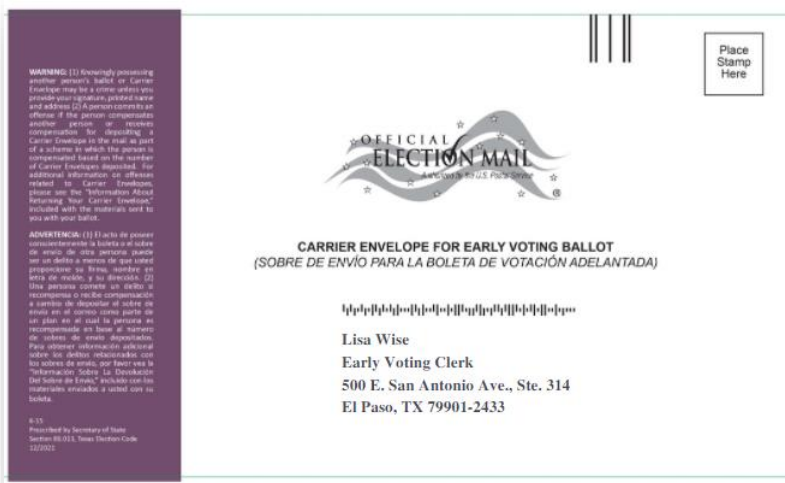 WARNING: (1) Knowingly possessing
another person's ballot or Carrier
Envelope may be a crime unless you
provide your signature, printed name
and address (2) A person commits an
offense if the person compensates
another person or receives
compensation for depositing a
Carrier Envelope in the mail as part
of a scheme in which the person is
compensated based on the number
of Carrier Envelopes deposited. For
additional information on offenses
related to Carrier Envelopes,
please see the "Information About
Returning Your Carrier Envelope,"
included with the materials sent to
you with your ballot.
ADVERTENCIA: (1) El acto de poseer
conscientemente la boleta o el sobre
de envío de otra persona puede
ser un delito a menos de que usted
proporcione su firma, nombre en
letra de molde, y su dirección. (2)
Una persona comete un delito si
recompensa o recibe compensación
a cambio de depositar el sobre de
envío en el correo como parte de
un plan en el cual la persona es
recompensada en base al número
de sobres de envío depositados.
Para obtener información adicional
sobre los delitos relacionados con
los sobres de envío, por favor vea la
"Información Sobre La Devolución
Del Sobre de Envío," incluido con los
materiales enviados a usted con su
boleta.
6-15
Prescribed by Secretary of State
Section 86.013, Texas Election Code
12/2021
Place
Stamp
Here
OFFICIAL
ELECTION MAIL
Authorized by the U.S. Postal Service
®
CARRIER ENVELOPE FOR EARLY VOTING BALLOT
(SOBRE DE ENVÍO PARA LA BOLETA DE VOTACIÓN ADELANTADA)
Lisa Wise
Early Voting Clerk
500 E. San Antonio Ave., Ste. 314
El Paso, TX 79901-2433